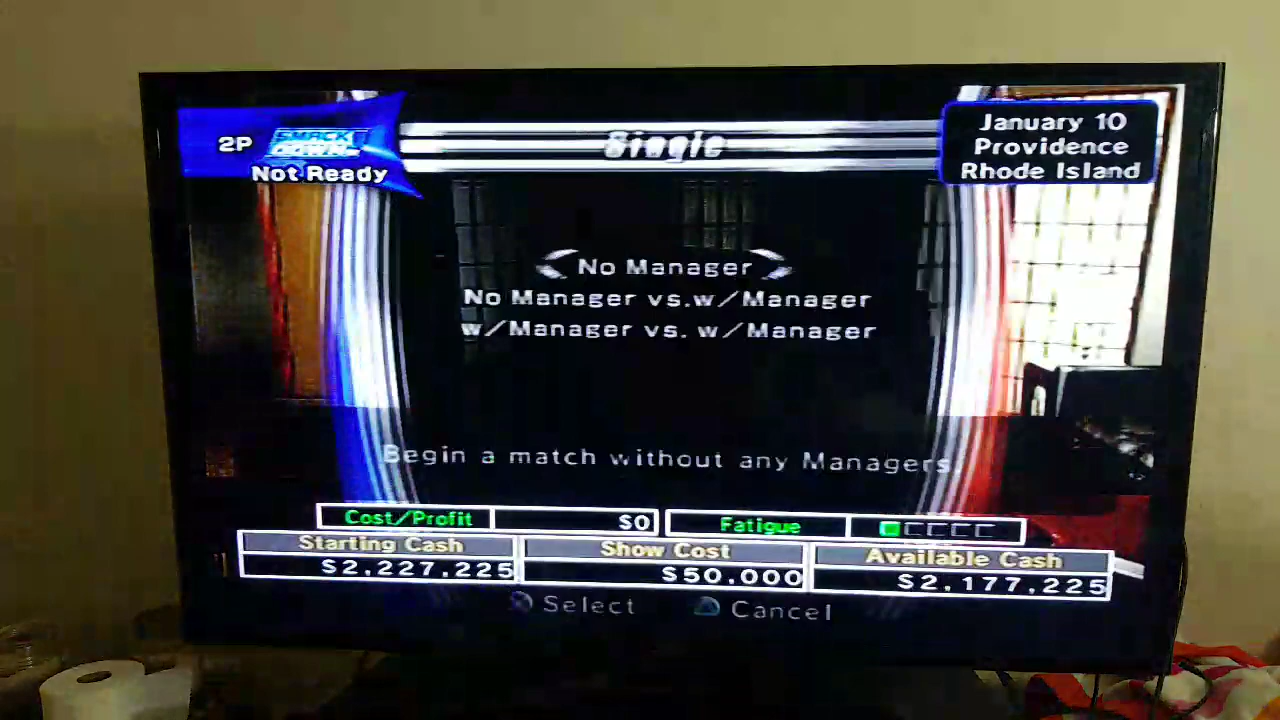 2P
SMACK
DOWN
Not Ready
Single
January 10
Providence
Rhode Island
No Manager
No Manager vs.w/Manager
w/Manager vs. w/Manager
Begin a match without any Managers.
Cost/Profit
$0
Fatigue
Starting Cash
Show Cost
Available Cash
$2,227,225
$50,000
$2,177,225
Select
Cancel